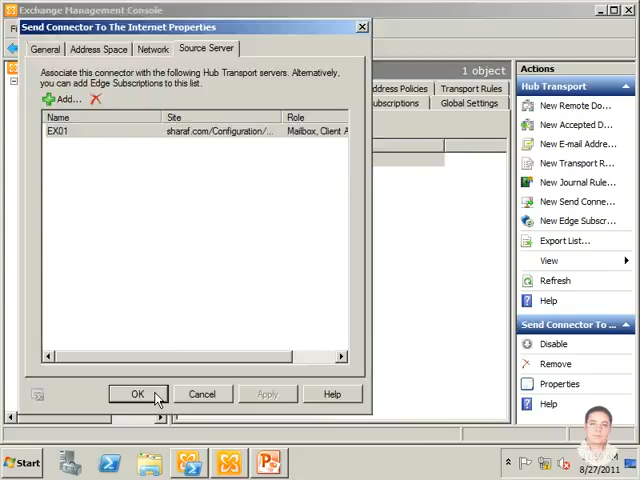 Exchange Management Console
Send Connector To The Internet Properties
General
Address Space
Network
Source Server
Associate this connector with the following Hub Transport servers. Alternatively,
you can add Edge Subscriptions to this list.
Add...
Name
Site
Role
EX01
sharaf.com/Configuration/...
Mailbox, Client A
OK
Cancel
Apply
Help
1 object
ddress Policies
Transport Rules
ubscriptions
Global Settings
Actions
Hub Transport
New Remote Do...
New Accepted D...
New E-mail Addre...
New Transport R...
New Journal Rule...
New Send Conne...
New Edge Subscr...
Export List...
View
Refresh
Help
Send Connector To ...
Disable
Remove
Properties
Help
Start
8/27/2011